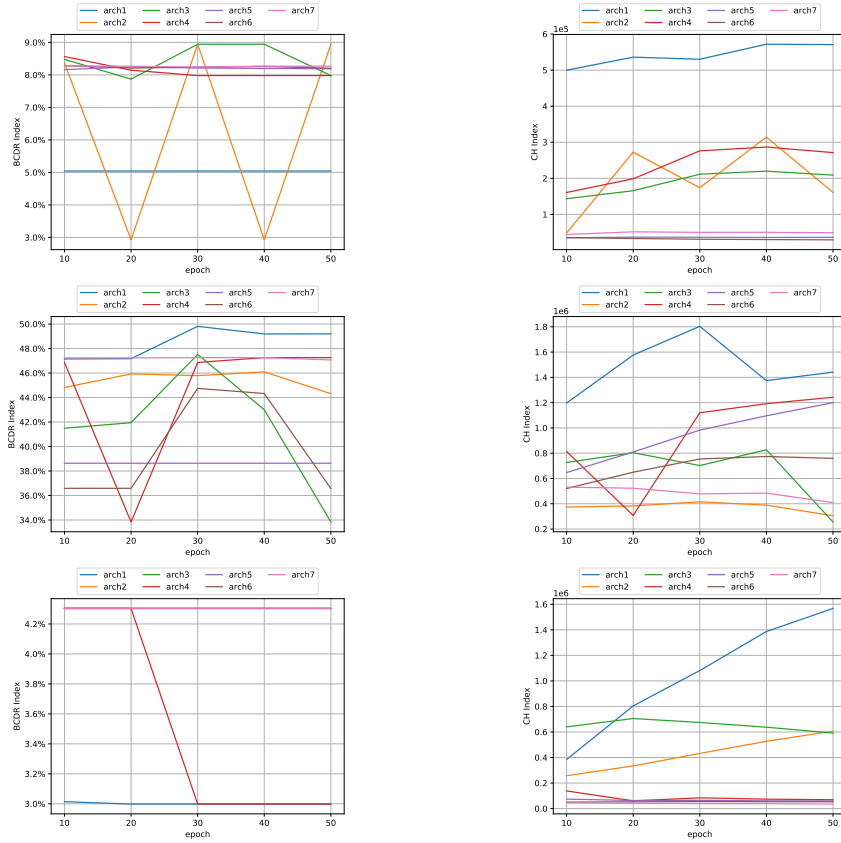 arch1 arch3 arch5 arch7
arch2 arch4 arch6
9.0%
8.0%
7.0%
6.0%
5.0%
4.0%
3.0%
BCDR Index
10 20 30 40 50
epoch
arch1 arch3 arch5 arch7
arch2 arch4 arch6
1e5
6
5
4
3
2
1
CH Index
10 20 30 40 50
epoch
arch1 arch3 arch5 arch7
arch2 arch4 arch6
50.0%
48.0%
46.0%
44.0%
42.0%
40.0%
38.0%
36.0%
34.0%
BCDR Index
10 20 30 40 50
epoch
arch1 arch3 arch5 arch7
arch2 arch4 arch6
1e6
1.8
1.6
1.4
1.2
1.0
0.8
0.6
0.4
0.2
CH Index
10 20 30 40 50
epoch
arch1 arch3 arch5 arch7
arch2 arch4 arch6
4.2%
4.0%
3.8%
3.6%
3.4%
3.2%
3.0%
BCDR Index
10 20 30 40 50
epoch
arch1 arch3 arch5 arch7
arch2 arch4 arch6
1e6
1.6
1.4
1.2
1.0
0.8
0.6
0.4
0.2
0.0
CH Index
10 20 30 40 50
epoch